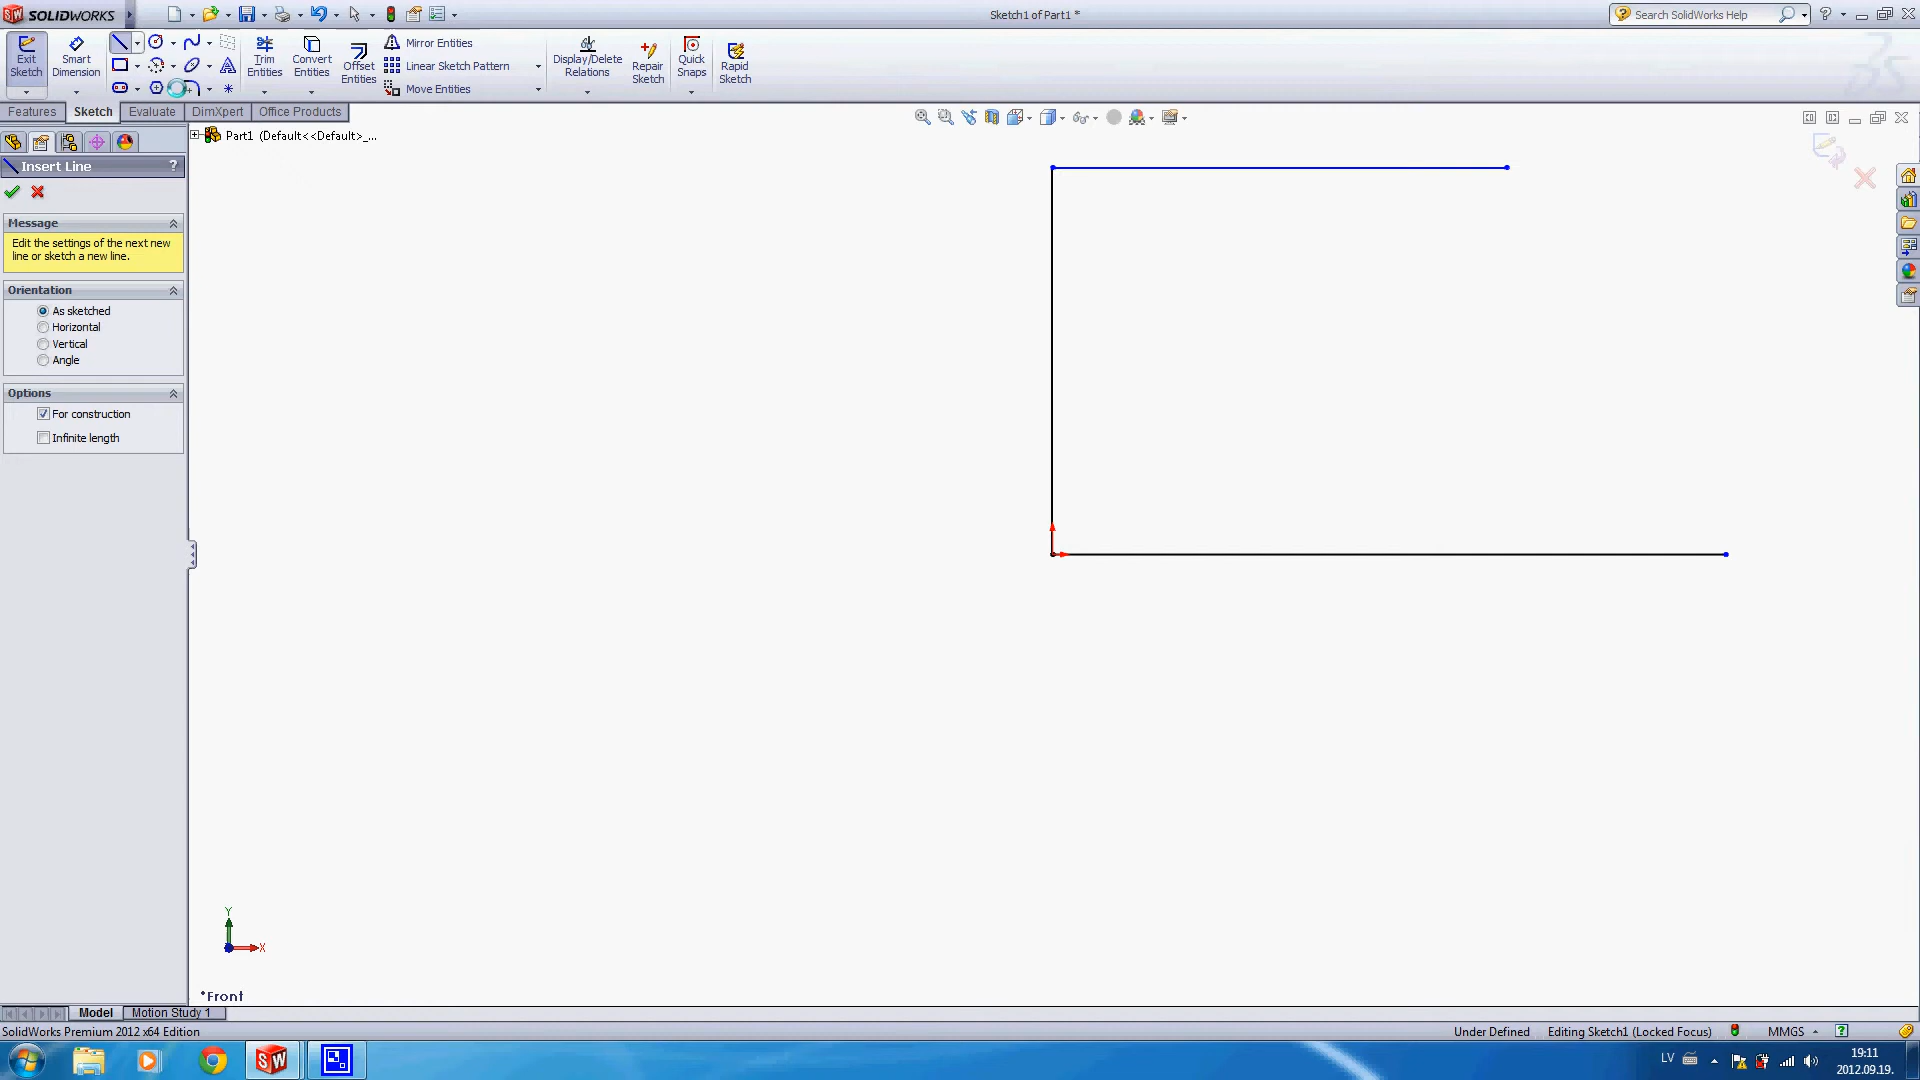 SOLIDWORKS
Sketch1 of Part1 *
Search SolidWorks Help
Exit Sketch
Smart Dimension
Trim Entities
Convert Entities
Offset Entities
Mirror Entities
Linear Sketch Pattern
Move Entities
Display/Delete Relations
Repair Sketch
Quick Snaps
Rapid Sketch
Features
Sketch
Evaluate
DimXpert
Office Products
Part1 (Default<<Default>_...
Insert Line
?
Message
Edit the settings of the next new
line or sketch a new line.
Orientation
As sketched
Horizontal
Vertical
Angle
Options
For construction
Infinite length
Y
X
*Front
Model
Motion Study 1
SolidWorks Premium 2012 x64 Edition
Under Defined
Editing Sketch1 (Locked Focus)
MMGS
LV
19:11
2012.09.19.